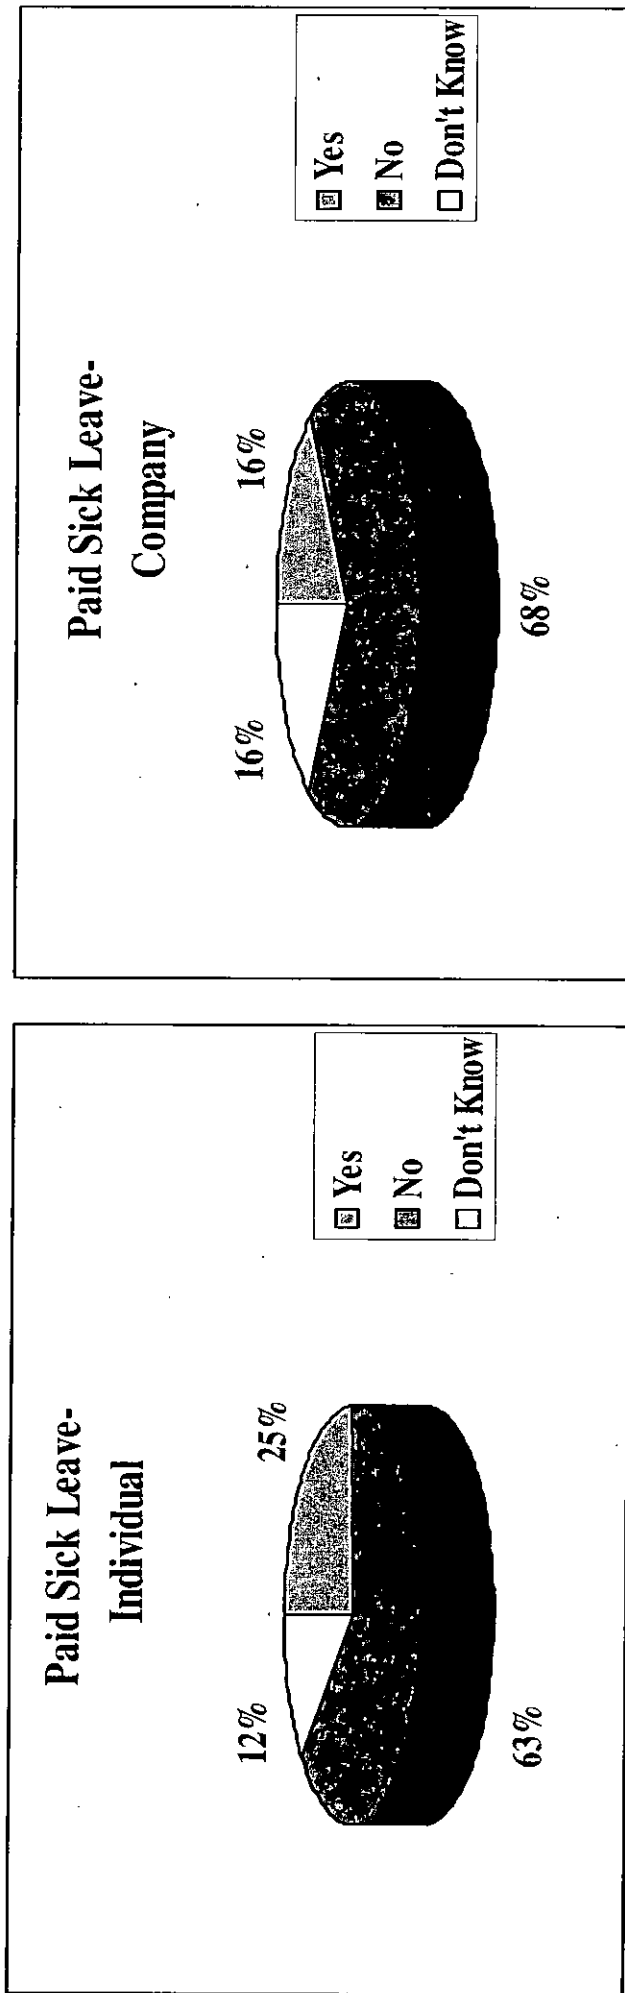 Paid Sick Leave-
Individual
12%
25%
63%
Yes
No
Don't Know
Paid Sick Leave-
Company
16%
16%
68%
Yes
No
Don't Know